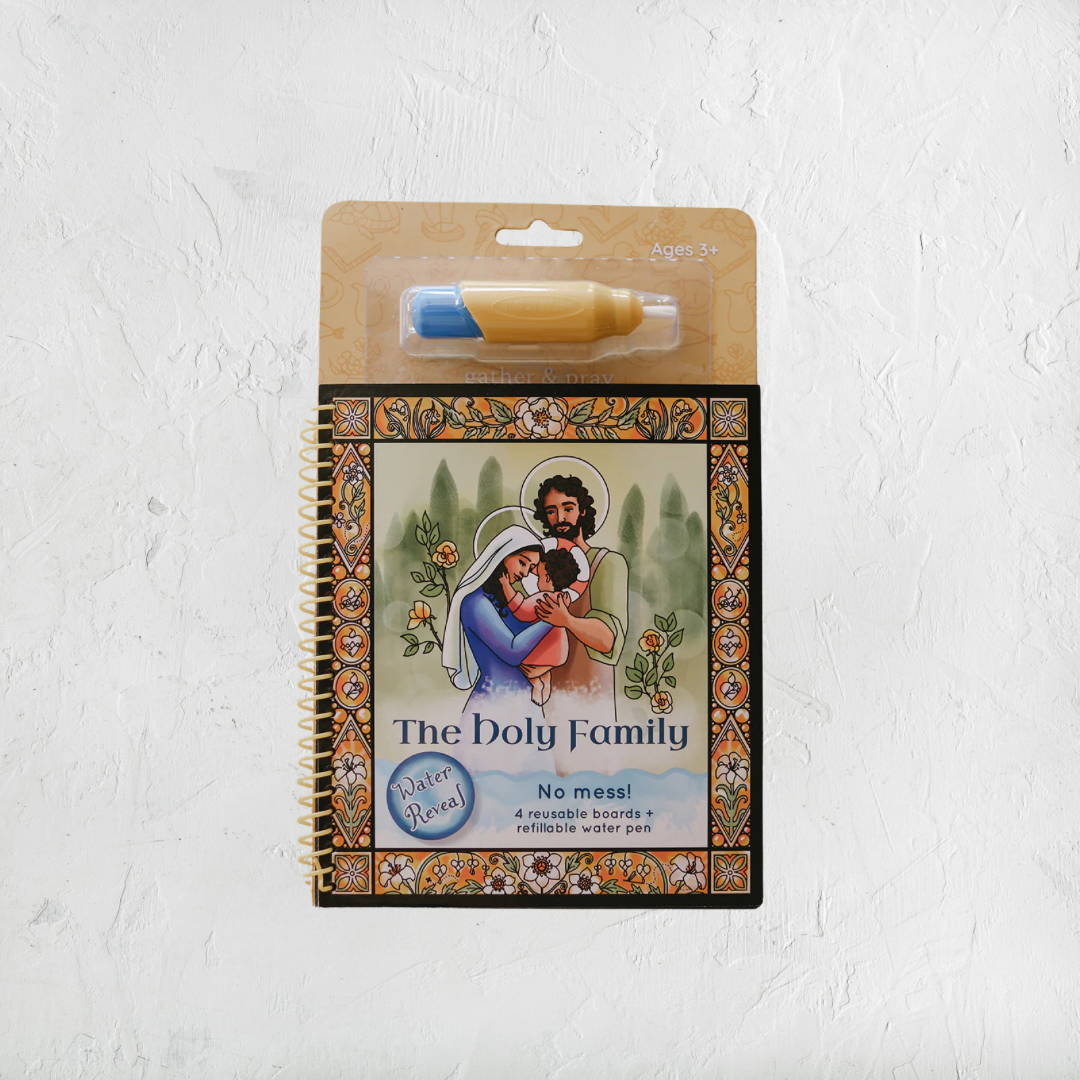 Ages 3+
gather & pray
The Holy Family
Water
Reveal
No mess!
4 reusable boards +
refillable water pen